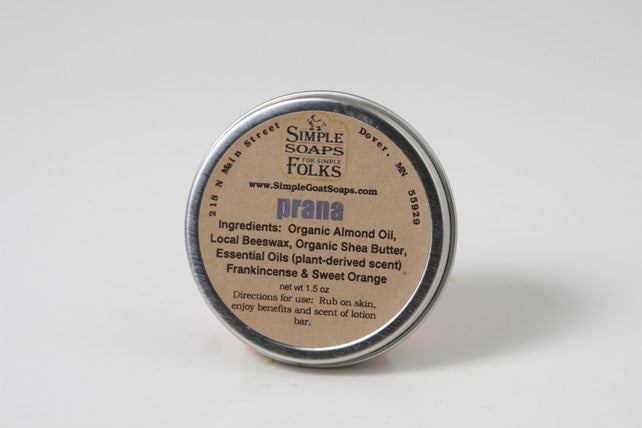 218 N Main Street Dover, MN 55929
SIMPLE
SOAPS
FOR SIMPLE
FOLKS
www.SimpleGoatSoaps.com
prana
Ingredients: Organic Almond Oil,
Local Beeswax, Organic Shea Butter,
Essential Oils (plant-derived scent)
Frankincense & Sweet Orange
net wt 1.5 oz
Directions for use: Rub on skin,
enjoy benefits and scent of lotion
bar.